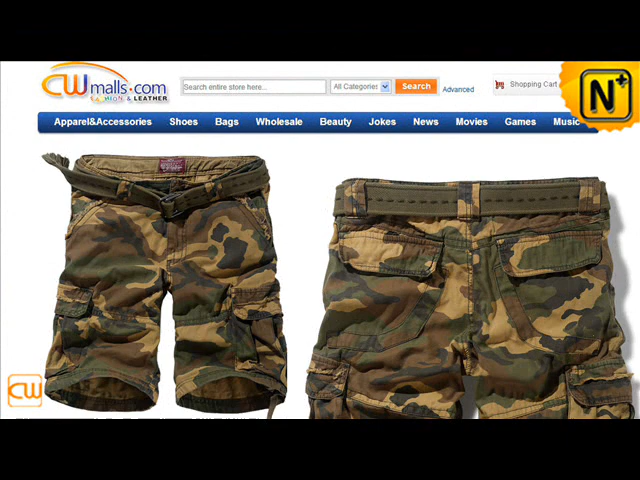 CWmalls.com
FASHION & LEATHER
Search entire store here...
All Categories
Search
Advanced
Shopping Cart
N+
Apparel&Accessories Shoes Bags Wholesale Beauty Jokes News Movies Games Music
CW